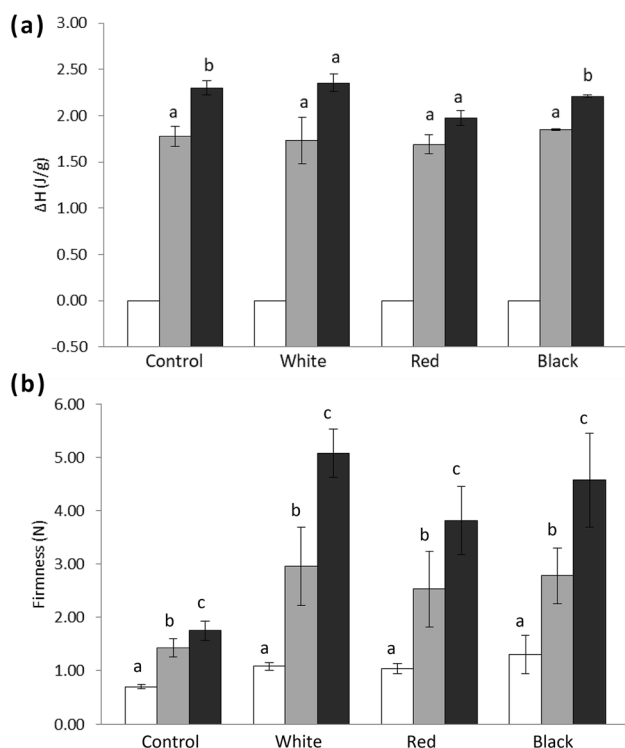 (a)
3.00
2.50
2.00
1.50
1.00
0.50
0.00
-0.50
ΔH (J/g)
a b a a a a a b
Control White Red Black
(b)
6.00
5.00
4.00
3.00
2.00
1.00
0.00
Firmness (N)
a b c a b c a b c a b c
Control White Red Black